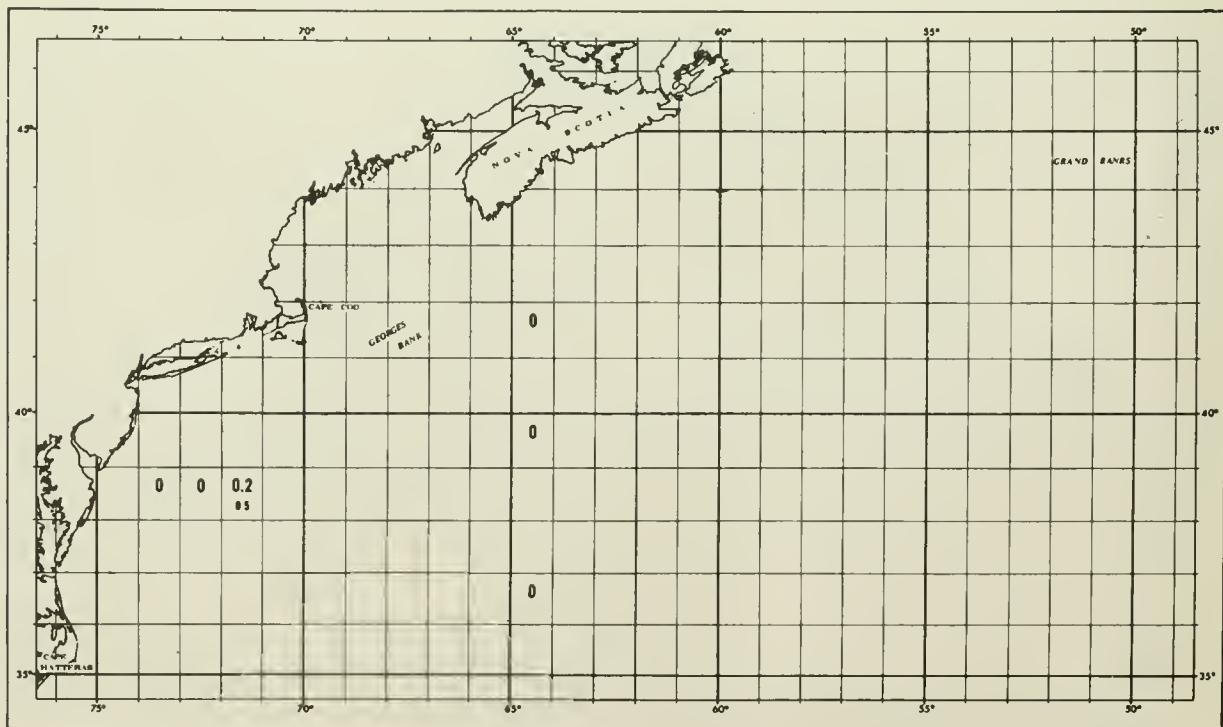 75° 70° 65° 60° 55° 50°
45° 45°
NOVA SCOTIA
GRAND BANKS
CAPE COD
0
GEORGES
BANK
40° 40°
0
0 0 0.2
0
CAPE
HATTERAS
35° 35°
75° 70° 65° 60° 55° 50°